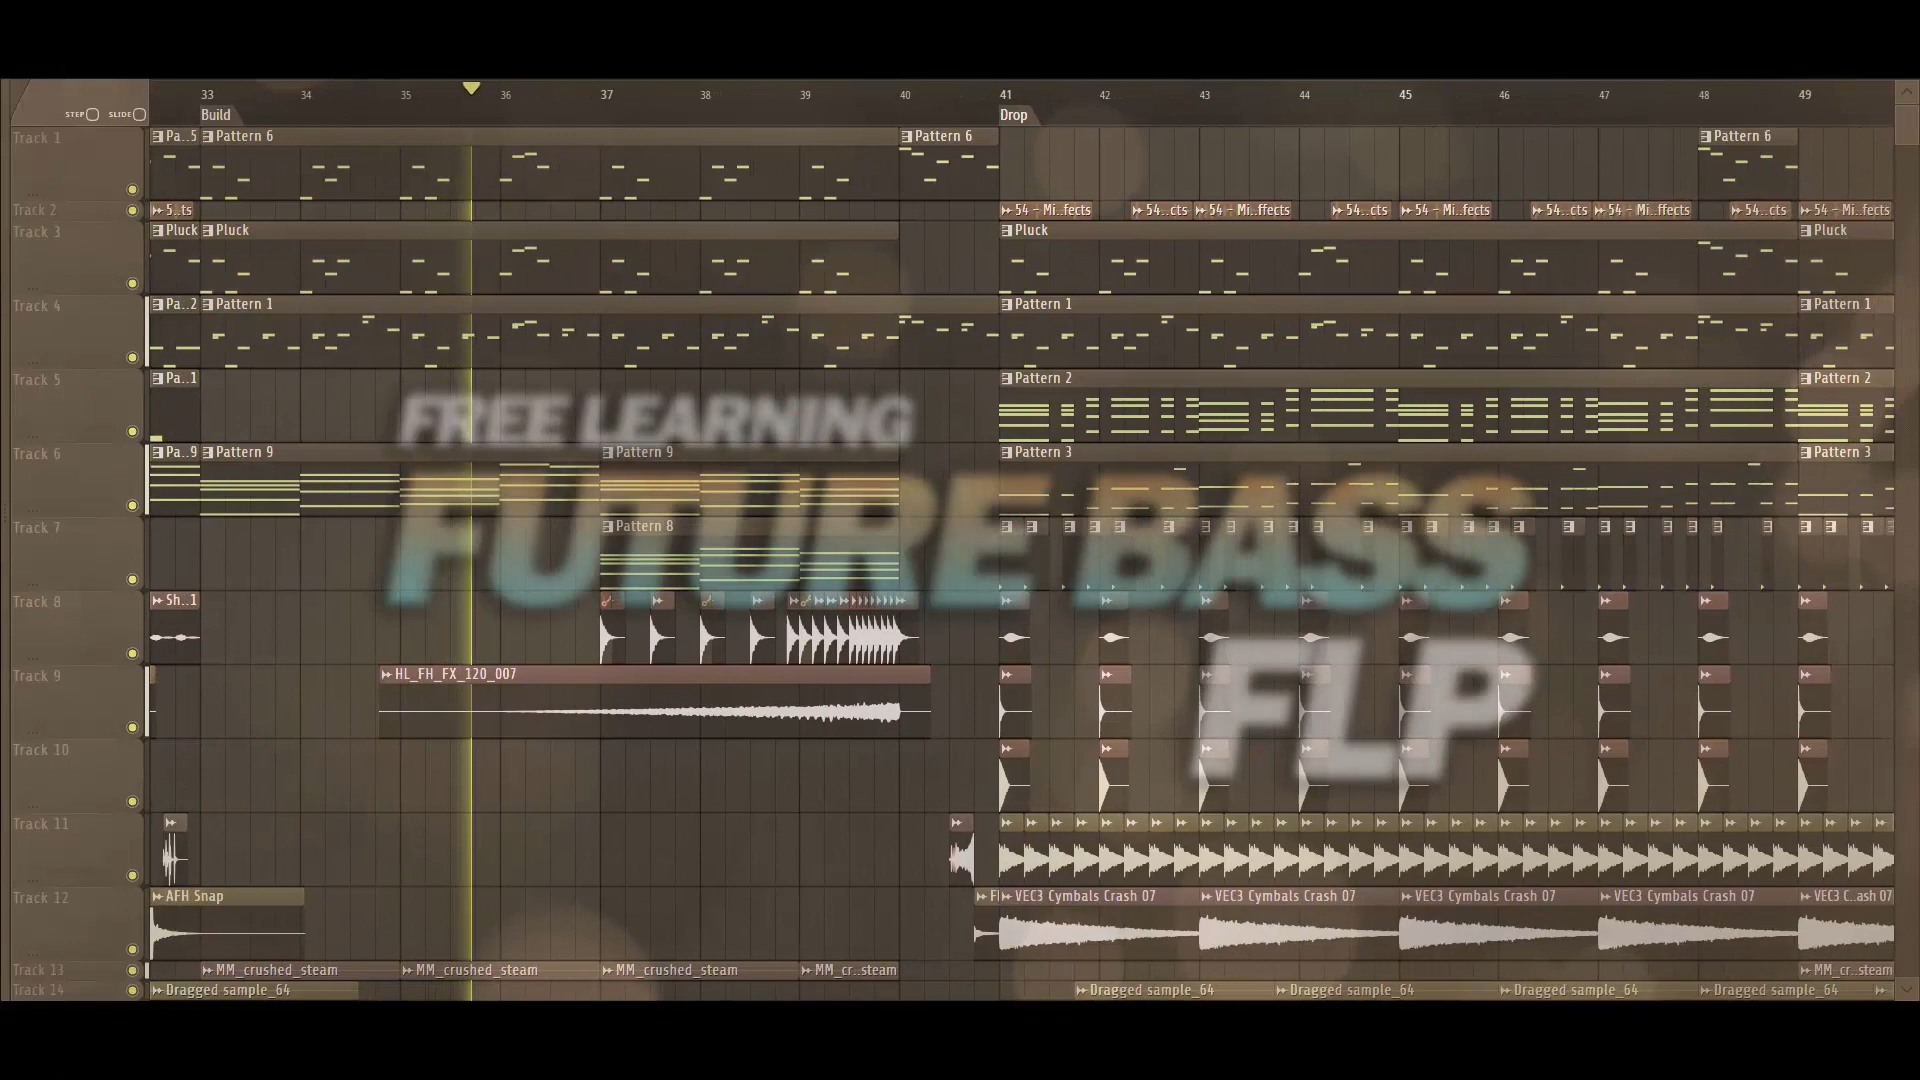 33 34 35 36 37 38 39 40 41 42 43 44 45 46 47 48 49
STEP SLIDE Build Drop
Track 1 Pa..5 Pattern 6 Pattern 6 Pattern 6
Track 2 5..ts 54 - Mi..fects 54..cts 54 - Mi..ffects 54..cts 54 - Mi..fects 54..cts 54 - Mi..ffects 54..cts 54 - Mi..fects
Track 3 Pluck Pluck Pluck Pluck
Track 4 Pa..2 Pattern 1 Pattern 1 Pattern 1
Track 5 Pa..1 Pattern 2 Pattern 2
FREE LEARNING
Track 6 Pa..9 Pattern 9 Pattern 9 Pattern 3 Pattern 3
FUTURE BASS
Track 7 Pattern 8
Track 8 Sh..1
FLP
Track 9 HL_FH_FX_120_007
Track 10
Track 11
Track 12 AFH Snap VEC3 Cymbals Crash 07 VEC3 Cymbals Crash 07 VEC3 Cymbals Crash 07 VEC3 Cymbals Crash 07 VEC3 C..ash 07
Track 13 MM_crushed_steam MM_crushed_steam MM_crushed_steam MM_cr..steam MM_cr..steam
Track 14 Dragged sample_64 Dragged sample_64 Dragged sample_64 Dragged sample_64 Dragged sample_64